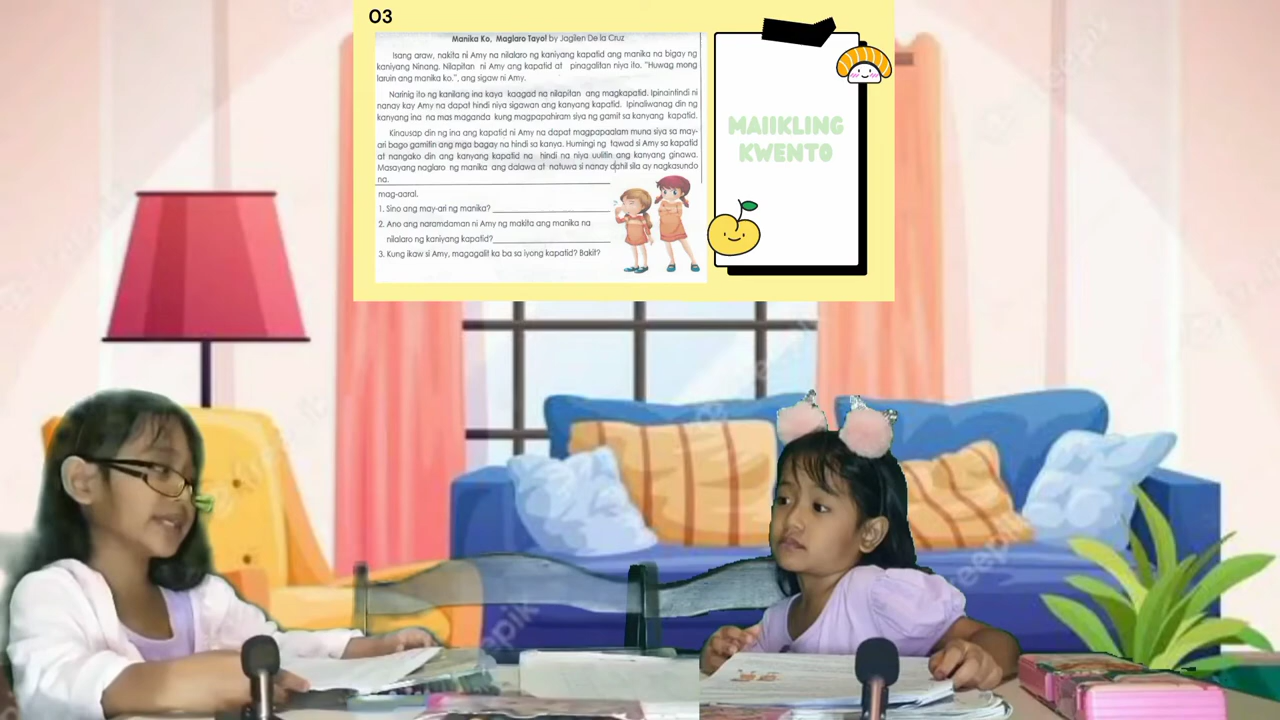 03
Manika Ko, Maglaro Tayo! by Jagilen De la Cruz
Isang araw, nakita ni Amy na nilalaro ng kaniyang kapatid ang manika na bigay ng
kaniyang Ninang. Nilapitan ni Amy ang kapatid at pinagalitan niya ito. "Huwag mong
laruin ang manika ko.", ang sigaw ni Amy.
Narinig ito ng kanilang ina kaya kaagad na nilapitan ang magkapatid. Ipinaintindi ni
nanay kay Amy na dapat hindi niya sigawan ang kanyang kapatid. Ipinaliwanag din ng
kanyang ina na mas maganda kung magpapahiram siya ng gamit sa kanyang kapatid.
Kinausap din ng ina ang kapatid ni Amy na dapat magpapaalam muna siya sa may-
ari bago gamitin ang mga bagay na hindi sa kanya. Humingi ng tawad si Amy sa kapatid
at nangako din ang kanyang kapatid na hindi na niya uulitin ang kanyang ginawa.
Masayang naglaro ng manika ang dalawa at natuwa si nanay dahil sila ay nagkasundo
na.
mag-aaral.
1. Sino ang may-ari ng manika? ____________________
2. Ano ang naramdaman ni Amy ng makita ang manika na
nilalaro ng kaniyang kapatid?____________________
3. Kung ikaw si Amy, magagalit ka ba sa iyong kapatid? Bakit?
MAIIKLING
KWENTO